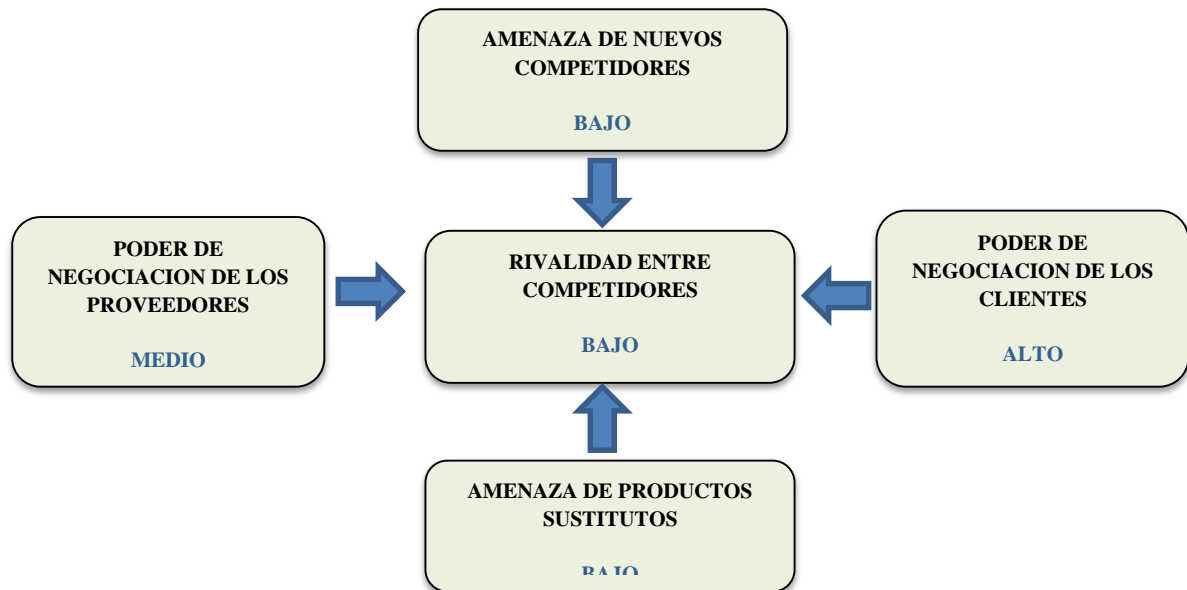 AMENAZA DE NUEVOS
COMPETIDORES
BAJO
PODER DE
NEGOCIACION DE LOS
PROVEEDORES
MEDIO
RIVALIDAD ENTRE
COMPETIDORES
BAJO
PODER DE
NEGOCIACION DE LOS
CLIENTES
ALTO
AMENAZA DE PRODUCTOS
SUSTITUTOS
BAJO